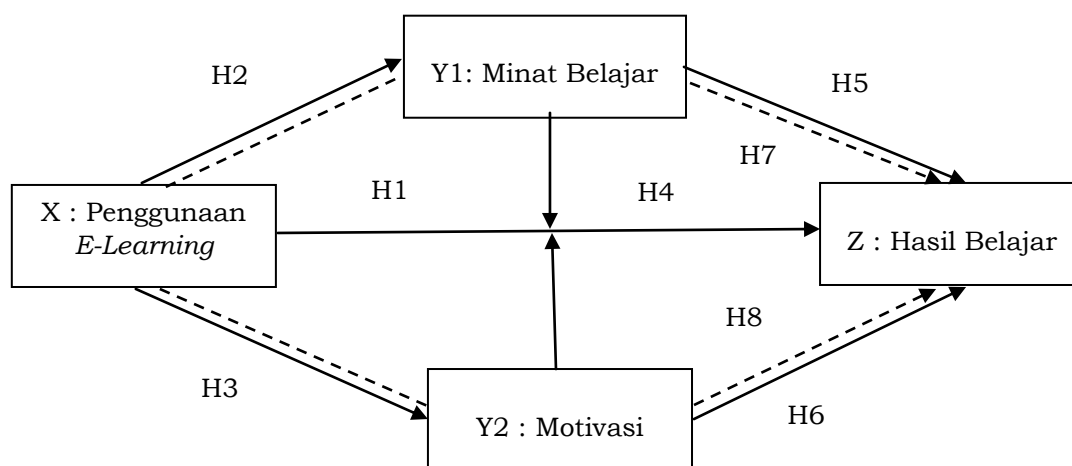 Y1: Minat Belajar
H2
H5
H7
H1
H4
X : Penggunaan
E-Learning
Z : Hasil Belajar
H8
H3
H6
Y2 : Motivasi